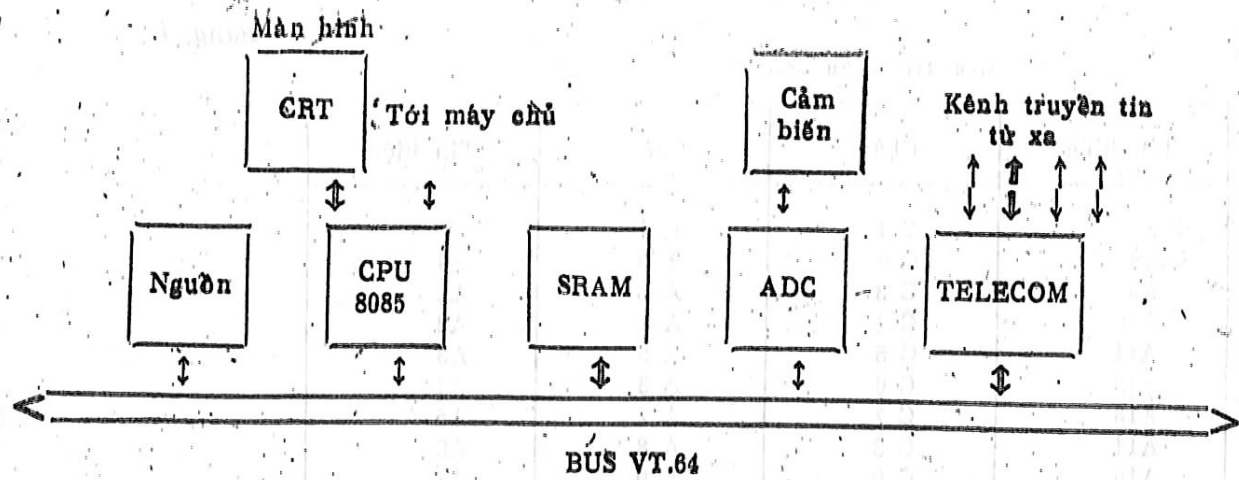 Màn hình
CRT
Tới máy chủ
Cảm
biến
Kênh truyền tin
từ xa
Nguồn
CPU
8085
SRAM
ADC
TELECOM
BUS VT.64